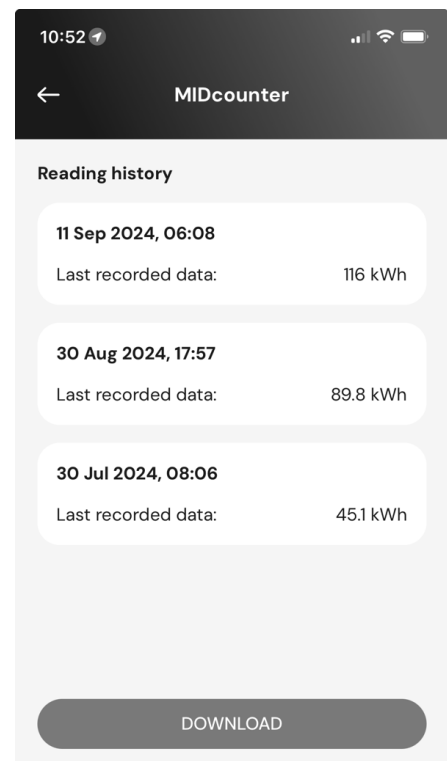 10:52
MIDcounter
Reading history
11 Sep 2024, 06:08
Last recorded data: 116 kWh
30 Aug 2024, 17:57
Last recorded data: 89.8 kWh
30 Jul 2024, 08:06
Last recorded data: 45.1 kWh
DOWNLOAD